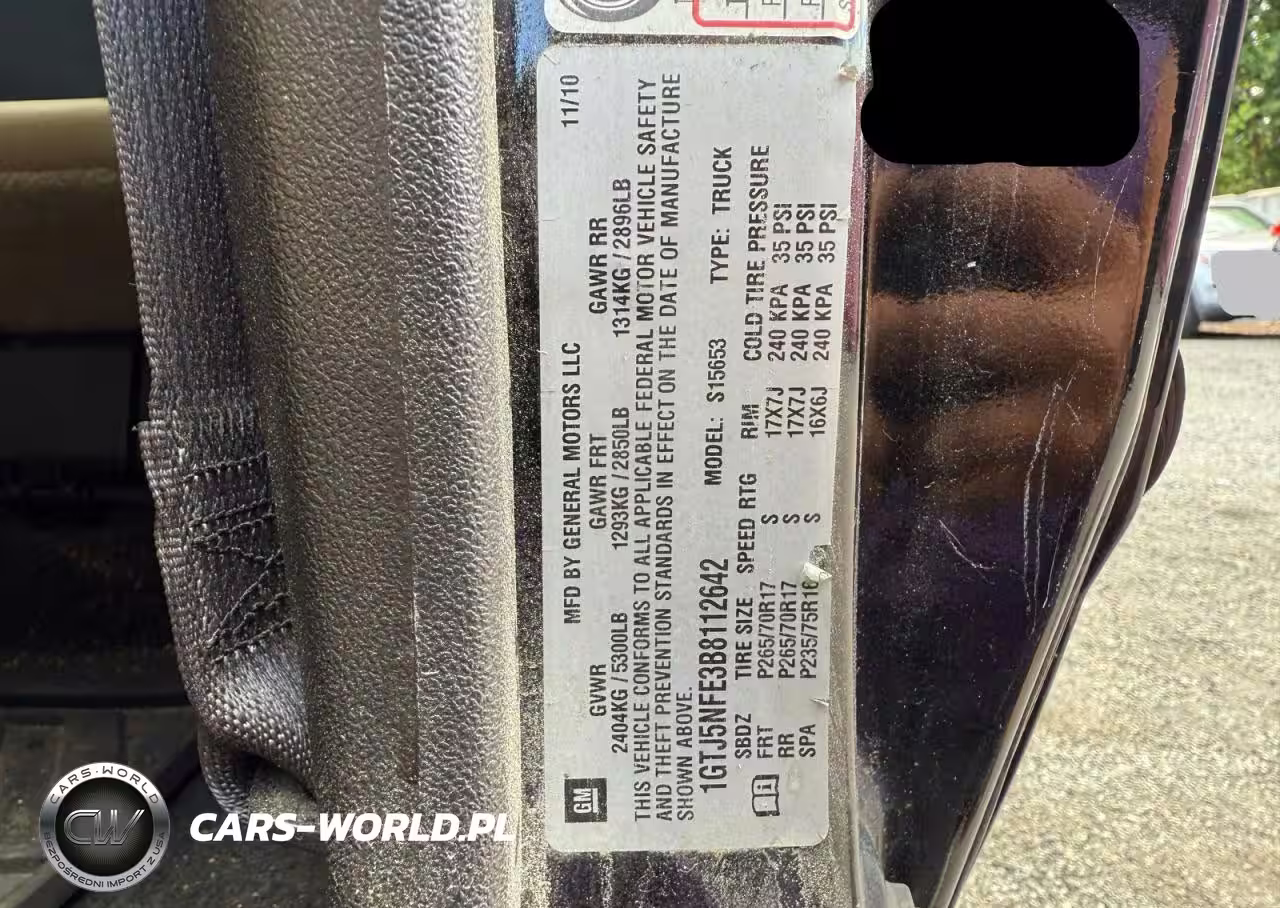 MFD BY GENERAL MOTORS LLC 11/10
GVWR GAWR FRT GAWR RR
2404KG / 5300LB 1293KG / 2850LB 1314KG / 2896LB
THIS VEHICLE CONFORMS TO ALL APPLICABLE FEDERAL MOTOR VEHICLE SAFETY
AND THEFT PREVENTION STANDARDS IN EFFECT ON THE DATE OF MANUFACTURE
SHOWN ABOVE.
1GTJ5NFE3B8112642 MODEL: S15653 TYPE: TRUCK
SBDZ TIRE SIZE SPEED RTG RIM COLD TIRE PRESSURE
FRT P265/70R17 S 17X7J 240 KPA 35 PSI
RR P265/70R17 S 17X7J 240 KPA 35 PSI
SPA P235/75R16 S 16X6J 240 KPA 35 PSI
GM
CARS-WORLD
CW
BEZPOŚREDNI IMPORT Z USA
CARS-WORLD.PL